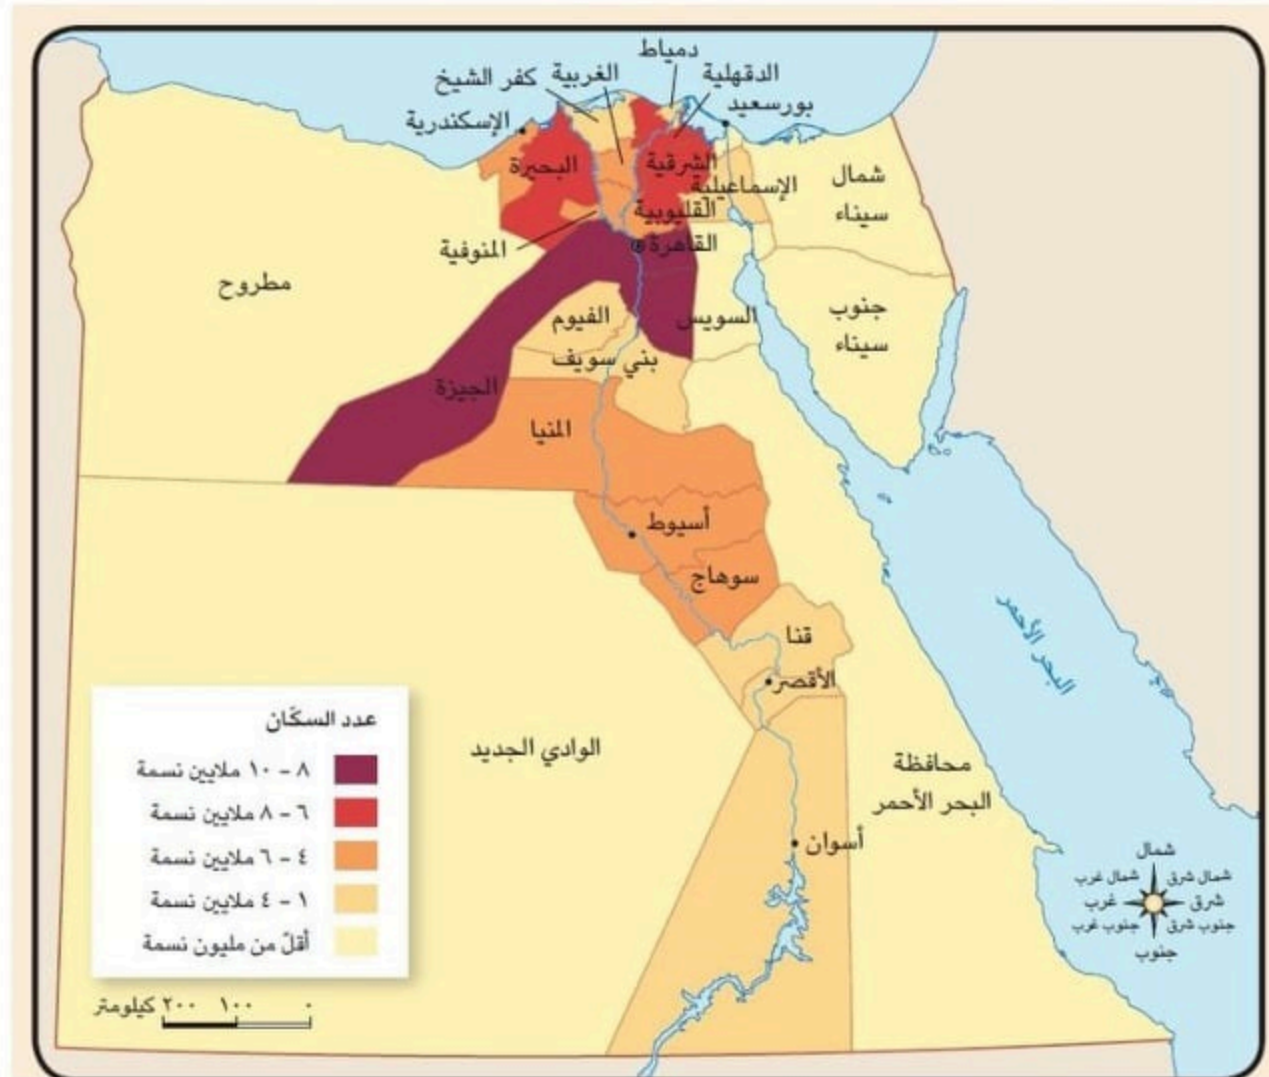 دمياط
الدقهلية
الغربية
كفر الشيخ
بورسعيد
الإسكندرية
البحيرة
الشرقية
الإسماعيلية
شمال
سيناء
القليوبية
القاهرة
المنوفية
مطروح
الفيوم
السويس
جنوب
سيناء
بني سويف
الجيزة
المنيا
أسيوط
سوهاج
قنا
الأقصر
البحر الأحمر
الوادي الجديد
محافظة
البحر الأحمر
أسوان
عدد السكّان
٨ - ١٠ ملايين نسمة
٦ - ٨ ملايين نسمة
٤ - ٦ ملايين نسمة
١ - ٤ ملايين نسمة
أقلّ من مليون نسمة
٠ ١٠٠ ٢٠٠ كيلومتر
شمال
شمال شرق شمال غرب
شرق غرب
جنوب شرق جنوب غرب
جنوب